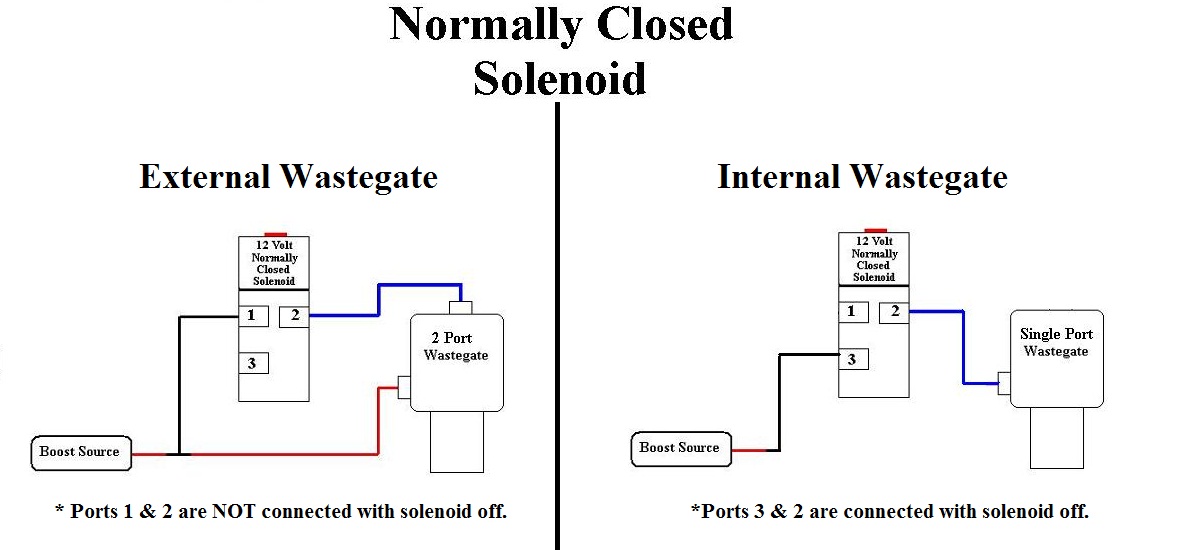 Normally Closed
Solenoid
External Wastegate
12 Volt
Normally
Closed
Solenoid
1
2
3
2 Port
Wastegate
Boost Source
* Ports 1 & 2 are NOT connected with solenoid off.
Internal Wastegate
12 Volt
Normally
Closed
Solenoid
1
2
3
Single Port
Wastegate
Boost Source
*Ports 3 & 2 are connected with solenoid off.